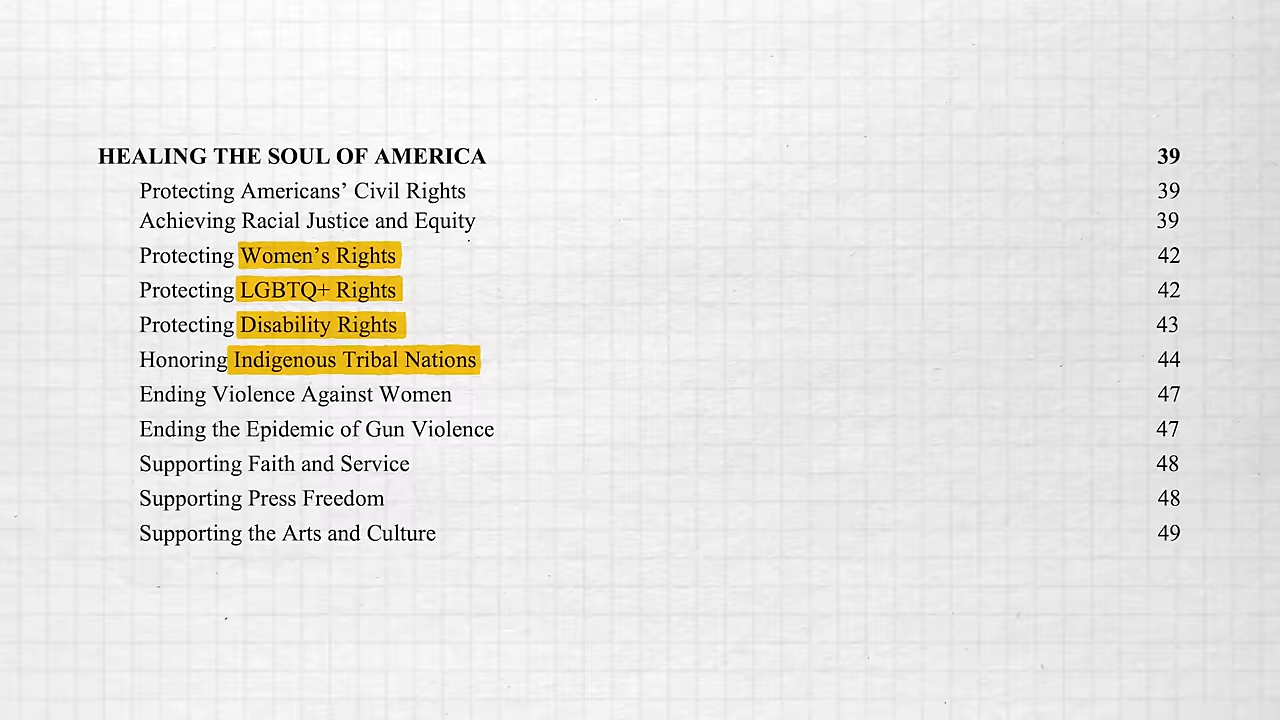 HEALING THE SOUL OF AMERICA 39
Protecting Americans’ Civil Rights 39
Achieving Racial Justice and Equity 39
Protecting Women’s Rights 42
Protecting LGBTQ+ Rights 42
Protecting Disability Rights 43
Honoring Indigenous Tribal Nations 44
Ending Violence Against Women 47
Ending the Epidemic of Gun Violence 47
Supporting Faith and Service 48
Supporting Press Freedom 48
Supporting the Arts and Culture 49